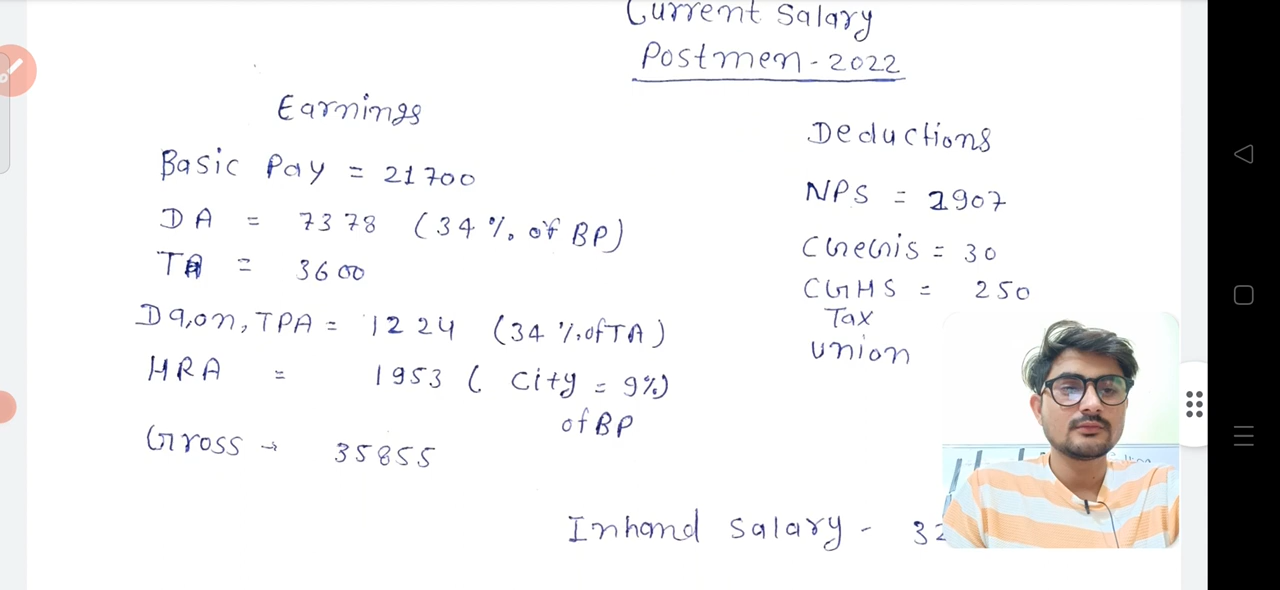 Current Salary
Postmen - 2022
Earnings
Basic Pay = 21700
DA = 7378 (34 % of BP)
TA = 3600
Da, on, TPA = 1224 (34 % of TA)
HRA = 1953 ( City = 9%)
of BP
Gross → 35855
Deductions
NPS = 2907
CGHS = 250
Tax
Union
Inhand Salary - 32